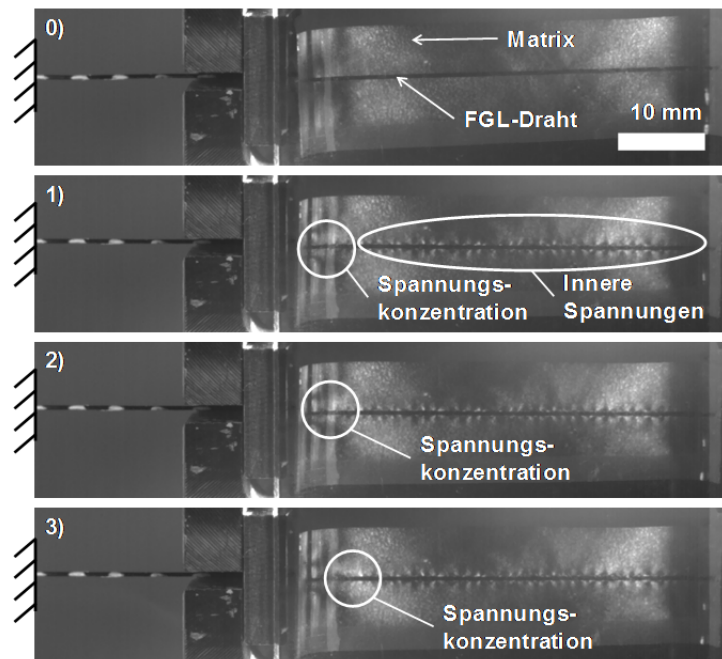 0)
Matrix
FGL-Draht
10 mm
1)
Spannungs-
konzentration
Innere
Spannungen
2)
Spannungs-
konzentration
3)
Spannungs-
konzentration